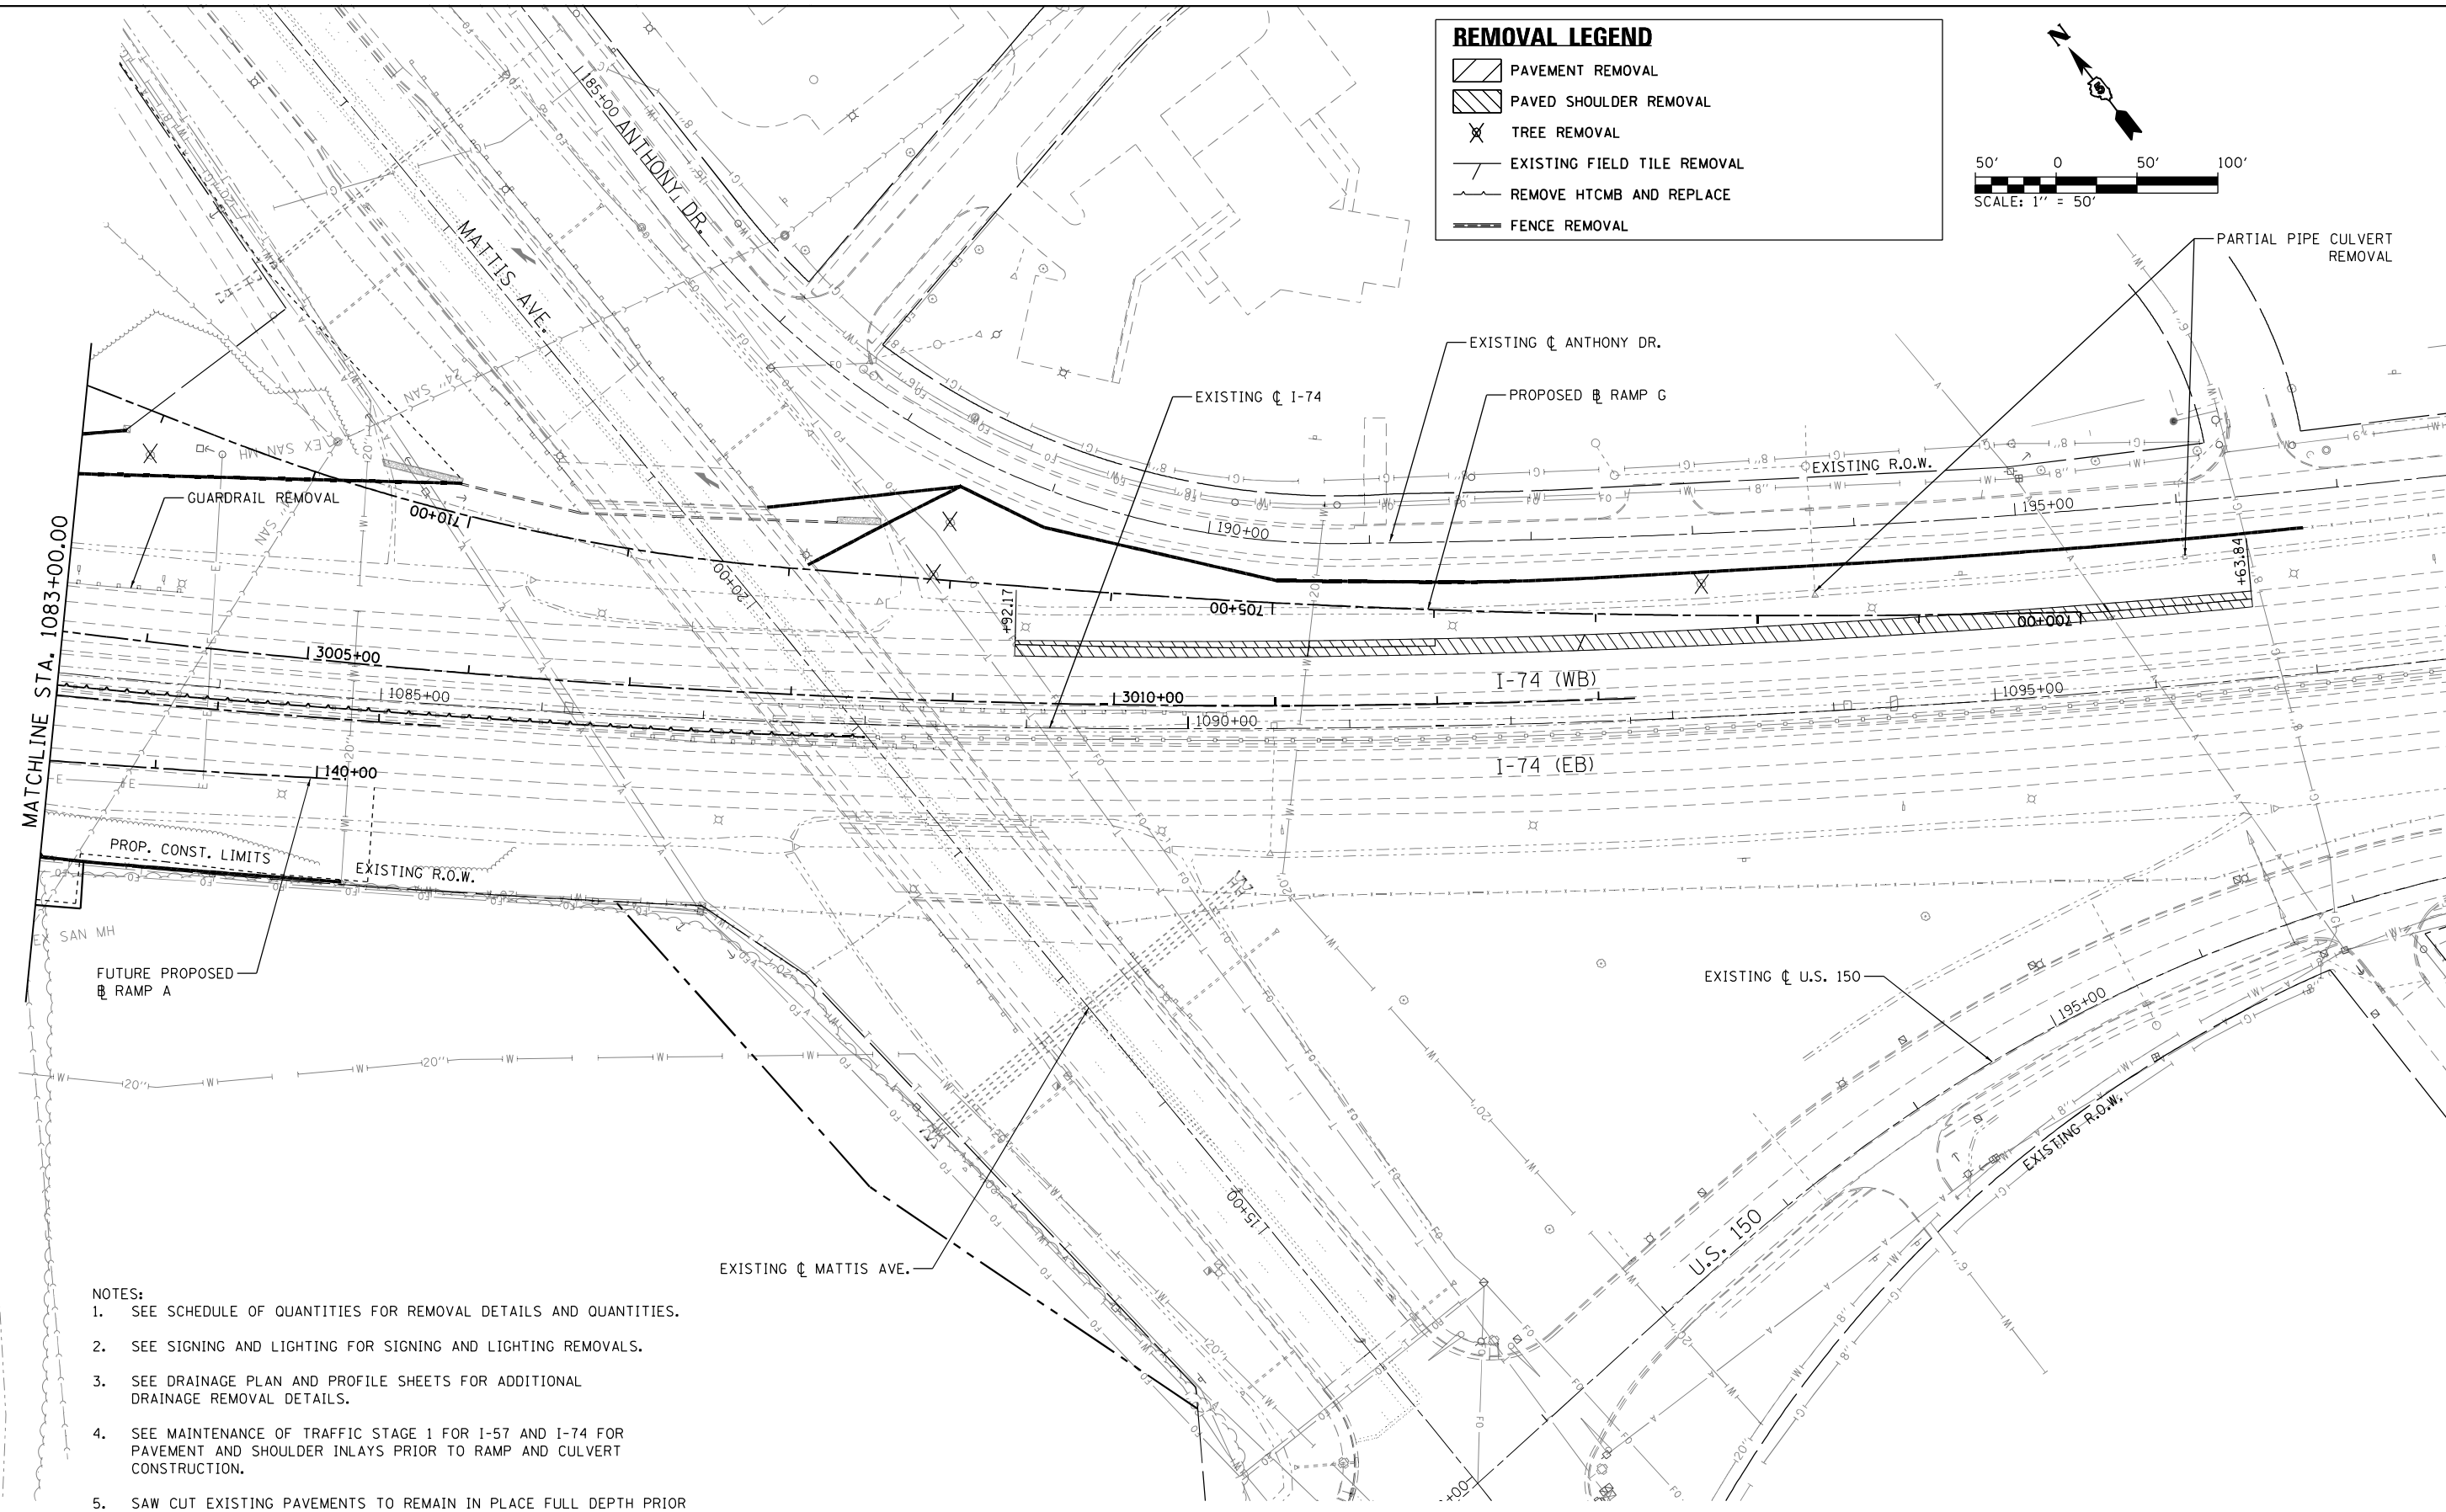 REMOVAL LEGEND
PAVEMENT REMOVAL
PAVED SHOULDER REMOVAL
TREE REMOVAL
EXISTING FIELD TILE REMOVAL
REMOVE HTCMB AND REPLACE
FENCE REMOVAL
N
50' 0 50' 100'
SCALE: 1'' = 50'
PARTIAL PIPE CULVERT
REMOVAL
185+00 ANTHONY DR.
MATTIS AVE.
EXISTING ℄ ANTHONY DR.
EXISTING ℄ I-74
PROPOSED BL RAMP G
EXISTING R.O.W.
EX SAN MH
GUARDRAIL REMOVAL
710+00
190+00
195+00
120+00
+92.17
705+00
700+00
+63.84
MATCHLINE STA. 1083+00.00
3005+00
1085+00
3010+00
1090+00
I-74 (WB)
1095+00
I-74 (EB)
140+00
PROP. CONST. LIMITS
EXISTING R.O.W.
EX SAN MH
FUTURE PROPOSED
BL RAMP A
EXISTING ℄ U.S. 150
195+00
EXISTING R.O.W.
115+00
U.S. 150
EXISTING ℄ MATTIS AVE.
NOTES:
1. SEE SCHEDULE OF QUANTITIES FOR REMOVAL DETAILS AND QUANTITIES.
2. SEE SIGNING AND LIGHTING FOR SIGNING AND LIGHTING REMOVALS.
3. SEE DRAINAGE PLAN AND PROFILE SHEETS FOR ADDITIONAL
DRAINAGE REMOVAL DETAILS.
4. SEE MAINTENANCE OF TRAFFIC STAGE 1 FOR I-57 AND I-74 FOR
PAVEMENT AND SHOULDER INLAYS PRIOR TO RAMP AND CULVERT
CONSTRUCTION.
5. SAW CUT EXISTING PAVEMENTS TO REMAIN IN PLACE FULL DEPTH PRIOR